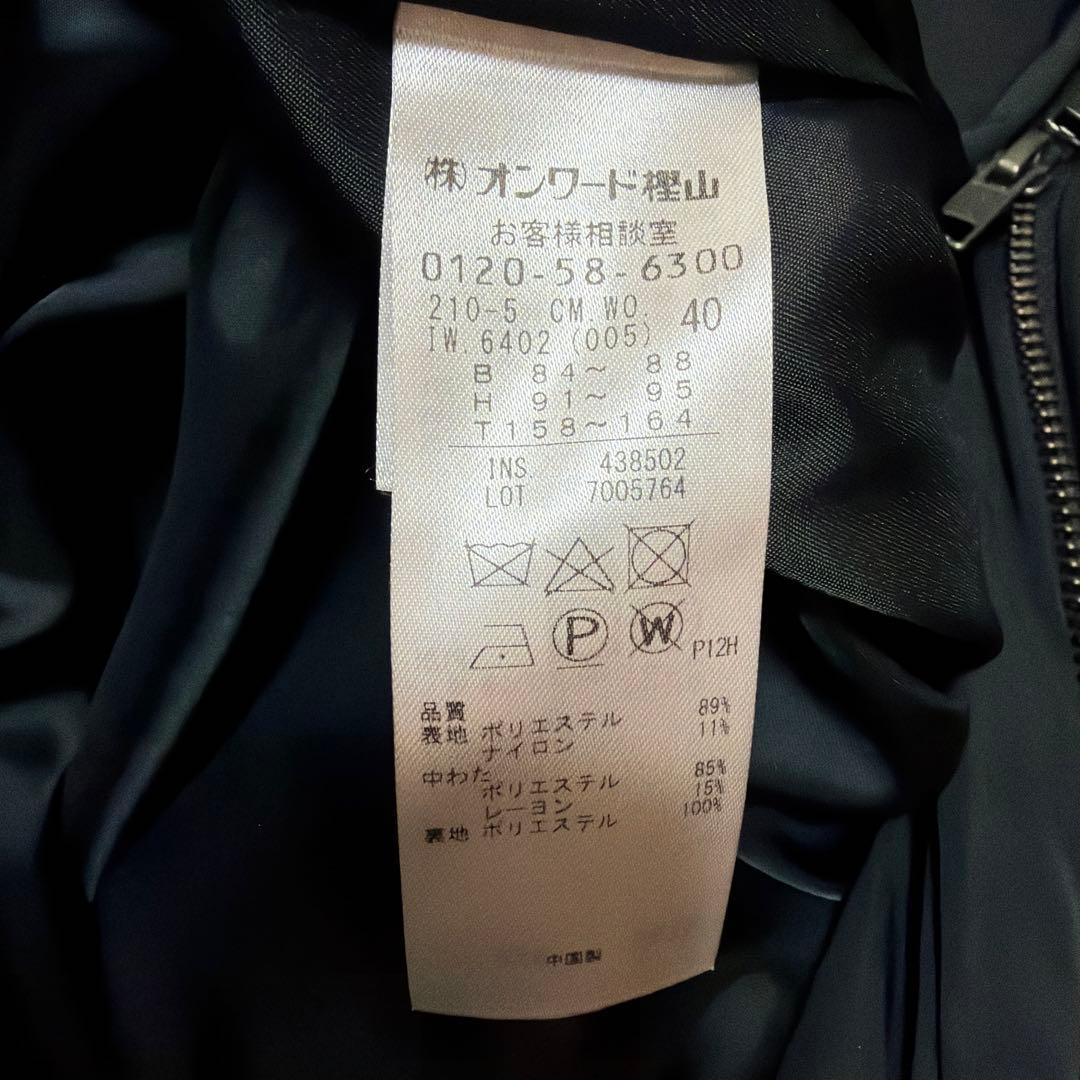 ㈱オンワード樫山
お客様相談室
0120-58-6300
210-5 CM.WO. 40
IW.6402(005)
B 84～ 88
H 91～ 95
T158～164
INS 438502
LOT 7005764
P W P12H
品質
表地 ポリエステル 89%
ナイロン 11%
中わた
ポリエステル 85%
レーヨン 15%
裏地 ポリエステル 100%
中国製